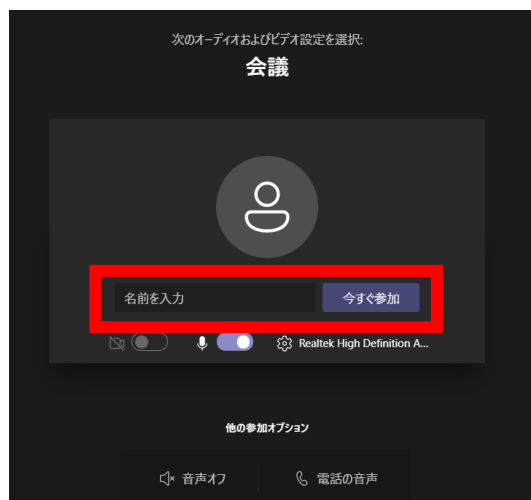 次のオーディオおよびビデオ設定を選択:
会議
名前を入力 今すぐ参加
Realtek High Definition A...
他の参加オプション
音声オフ 電話の音声